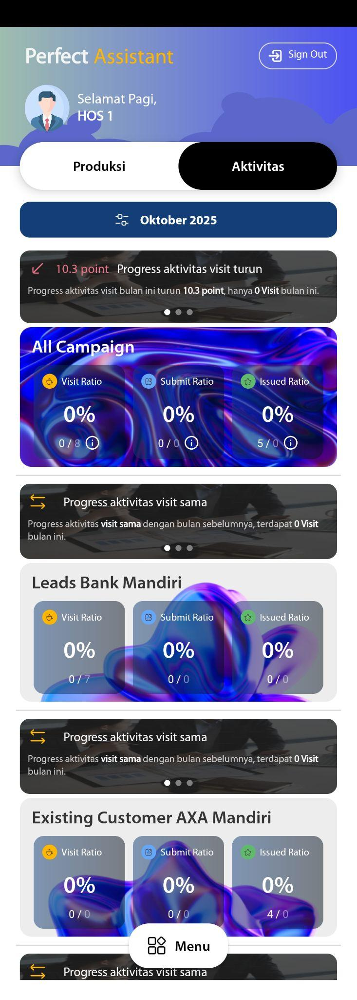 Perfect Assistant
Sign Out
Selamat Pagi,
HOS 1
Produksi
Aktivitas
Oktober 2025
10.3 point Progress aktivitas visit turun
Progress aktivitas visit bulan ini turun 10.3 point, hanya 0 Visit bulan ini.
All Campaign
Visit Ratio
0%
0 / 8
Submit Ratio
0%
0 / 0
Issued Ratio
0%
5 / 0
Progress aktivitas visit sama
Progress aktivitas visit sama dengan bulan sebelumnya, terdapat 0 Visit
bulan ini.
Leads Bank Mandiri
Visit Ratio
0%
0 / 7
Submit Ratio
0%
0 / 0
Issued Ratio
0%
0 / 0
Progress aktivitas visit sama
Progress aktivitas visit sama dengan bulan sebelumnya, terdapat 0 Visit
bulan ini.
Existing Customer AXA Mandiri
Visit Ratio
0%
0 / 0
Submit Ratio
0%
0 / 0
Issued Ratio
0%
4 / 0
Menu
Progress aktivitas visit sama